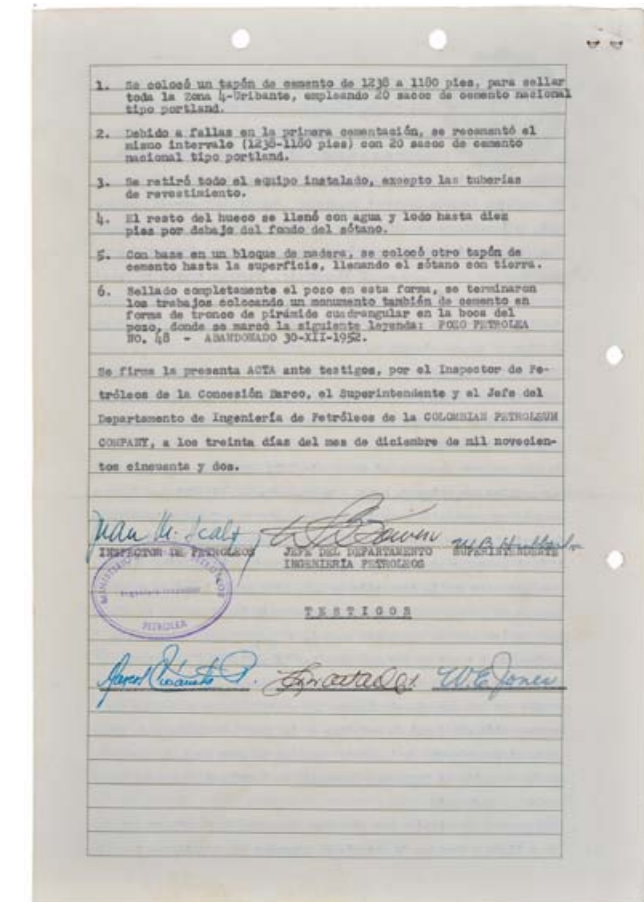 1. Se colocó un tapón de cemento de 1238 a 1180 pies, para sellar
toda la Zona 4-Uribante, empleando 20 sacos de cemento nacional
tipo portland.
2. Debido a fallas en la primera cementación, se recementó el
mismo intervalo (1238-1180 pies) con 20 sacos de cemento
nacional tipo portland.
3. Se retiró todo el equipo instalado, excepto las tuberías
de revestimiento.
4. El resto del hueco se llenó con agua y lodo hasta diez
pies por debajo del fondo del sótano.
5. Con base en un bloque de madera, se colocó otro tapón de
cemento hasta la superficie, llenando el sótano con tierra.
6. Sellado completamente el pozo en esta forma, se terminaron
los trabajos colocando un monumento también de cemento en
forma de tronco de pirámide cuadrangular en la boca del
pozo, donde se marcó la siguiente leyenda: POZO PETROLEA
NO. 48 - ABANDONADO 30-XII-1952.
Se firma la presenta ACTA ante testigos, por el Inspector de Pe-
tróleos de la Concesión Barco, el Superintendente y el Jefe del
Departamento de Ingeniería de Petróleos de la COLOMBIAN PETROLEUM
COMPANY, a los treinta días del mes de diciembre de mil novecien-
tos cincuenta y dos.
Juan M.
INSPECTOR DE PETROLEOS JEFE DEL DEPARTAMENTO SUPERINTENDENTE
INGENIERÍA PETROLEOS
MINISTERIO DE PETROLEOS
PETROLEA
TESTIGOS
W E Jones